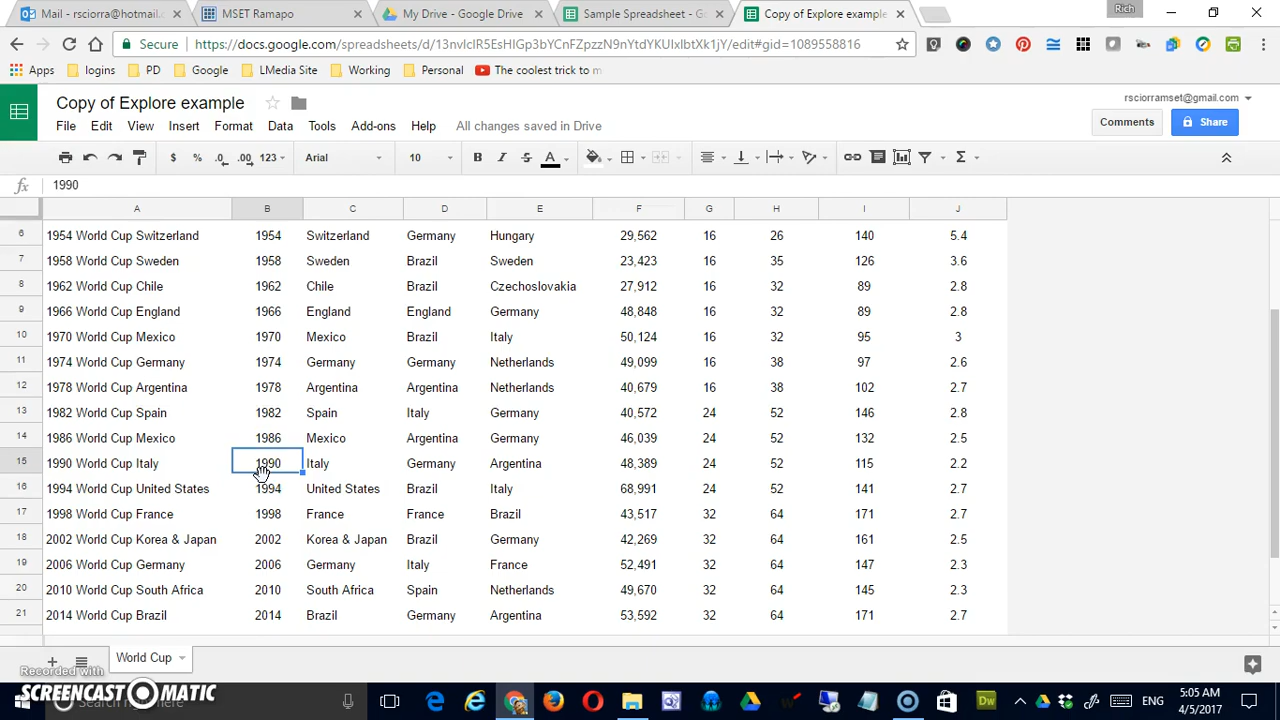 Mail - rsciorra@hotmail.c
MSET Ramapo
My Drive - Google Drive
Sample Spreadsheet - Go
Copy of Explore example
Rich
Secure
https://docs.google.com/spreadsheets/d/13nvlclR5EsHIGp3bYCnFZpzzN9nYtdYKUlxlbtXk1jY/edit#gid=1089558816
Apps logins PD Google LMedia Site Working Personal The coolest trick to m
Copy of Explore example
rsciorramset@gmail.com
File Edit View Insert Format Data Tools Add-ons Help All changes saved in Drive
Comments Share
$ % .0 .00 123 Arial 10 B I S A Σ
fx 1990
A B C D E F G H I J
6 1954 World Cup Switzerland 1954 Switzerland Germany Hungary 29,562 16 26 140 5.4
7 1958 World Cup Sweden 1958 Sweden Brazil Sweden 23,423 16 35 126 3.6
8 1962 World Cup Chile 1962 Chile Brazil Czechoslovakia 27,912 16 32 89 2.8
9 1966 World Cup England 1966 England England Germany 48,848 16 32 89 2.8
10 1970 World Cup Mexico 1970 Mexico Brazil Italy 50,124 16 32 95 3
11 1974 World Cup Germany 1974 Germany Germany Netherlands 49,099 16 38 97 2.6
12 1978 World Cup Argentina 1978 Argentina Argentina Netherlands 40,679 16 38 102 2.7
13 1982 World Cup Spain 1982 Spain Italy Germany 40,572 24 52 146 2.8
14 1986 World Cup Mexico 1986 Mexico Argentina Germany 46,039 24 52 132 2.5
15 1990 World Cup Italy 1990 Italy Germany Argentina 48,389 24 52 115 2.2
16 1994 World Cup United States 1994 United States Brazil Italy 68,991 24 52 141 2.7
17 1998 World Cup France 1998 France France Brazil 43,517 32 64 171 2.7
18 2002 World Cup Korea & Japan 2002 Korea & Japan Brazil Germany 42,269 32 64 161 2.5
19 2006 World Cup Germany 2006 Germany Italy France 52,491 32 64 147 2.3
20 2010 World Cup South Africa 2010 South Africa Spain Netherlands 49,670 32 64 145 2.3
21 2014 World Cup Brazil 2014 Brazil Germany Argentina 53,592 32 64 171 2.7
World Cup
Recorded with
SCREENCAST MATIC
ENG
5:05 AM
4/5/2017